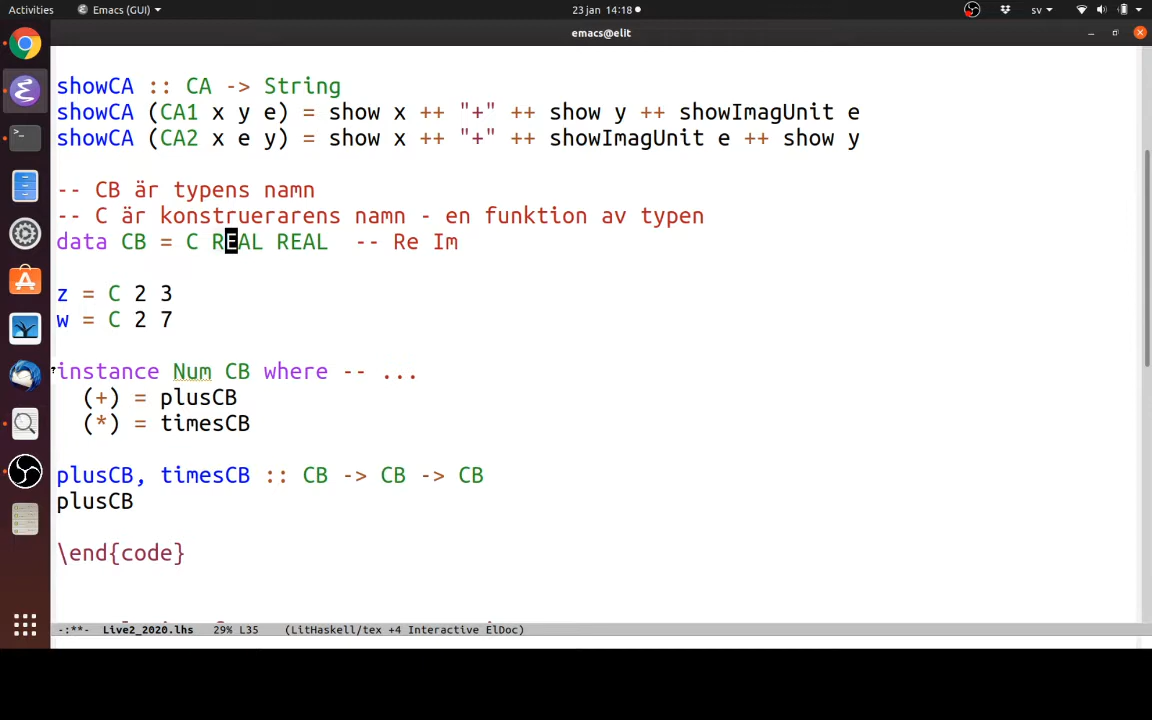 Activities
Emacs (GUI)
23 jan 14:18
sv
emacs@elit
showCA :: CA -> String
showCA (CA1 x y e) = show x ++ "+" ++ show y ++ showImagUnit e
showCA (CA2 x e y) = show x ++ "+" ++ showImagUnit e ++ show y
-- CB är typens namn
-- C är konstruerarens namn - en funktion av typen
data CB = C REAL REAL  -- Re Im
z = C 2 3
w = C 2 7
instance Num CB where -- ...
(+) = plusCB
(*) = timesCB
plusCB, timesCB :: CB -> CB -> CB
plusCB
\end{code}
-:**-  Live2_2020.lhs   29% L35    (LitHaskell/tex +4 Interactive ElDoc)